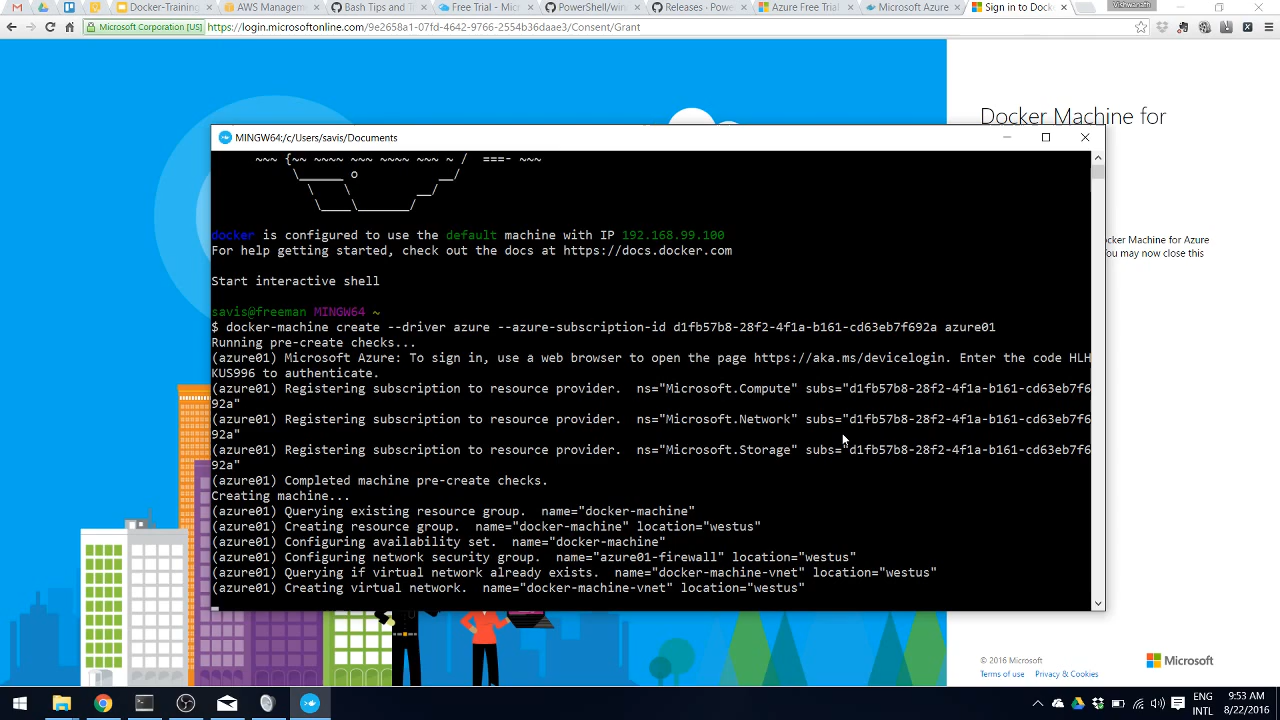 Docker-Training
AWS Managem
Bash Tips and Ti
Free Trial - Mic
PowerShell/win
Releases · Powe
Azure Free Trial
Microsoft Azure
Sign in to Dock
Vishwavasthi
Microsoft Corporation [US]
https://login.microsoftonline.com/9e2658a1-07fd-4642-9766-2554b36daae3/Consent/Grant
Docker Machine for
MINGW64:/c/Users/savis/Documents
docker is configured to use the default machine with IP 192.168.99.100
For help getting started, check out the docs at https://docs.docker.com
ocker Machine for Azure
ou may now close this
Start interactive shell
savis@freeman MINGW64 ~
$ docker-machine create --driver azure --azure-subscription-id d1fb57b8-28f2-4f1a-b161-cd63eb7f692a azure01
Running pre-create checks...
(azure01) Microsoft Azure: To sign in, use a web browser to open the page https://aka.ms/devicelogin. Enter the code HLH
KUS996 to authenticate.
(azure01) Registering subscription to resource provider.  ns="Microsoft.Compute" subs="d1fb57b8-28f2-4f1a-b161-cd63eb7f6
92a"
(azure01) Registering subscription to resource provider.  ns="Microsoft.Network" subs="d1fb57b8-28f2-4f1a-b161-cd63eb7f6
92a"
(azure01) Registering subscription to resource provider.  ns="Microsoft.Storage" subs="d1fb57b8-28f2-4f1a-b161-cd63eb7f6
92a"
(azure01) Completed machine pre-create checks.
Creating machine...
(azure01) Querying existing resource group.  name="docker-machine"
(azure01) Creating resource group.  name="docker-machine" location="westus"
(azure01) Configuring availability set.  name="docker-machine"
(azure01) Configuring network security group.  name="azure01-firewall" location="westus"
(azure01) Querying if virtual network already exists.  name="docker-machine-vnet" location="westus"
(azure01) Creating virtual network.  name="docker-machine-vnet" location="westus"
© 2016 Microsoft
Terms of use
Privacy & Cookies
Microsoft
ENG
INTL
9:53 AM
8/22/2016